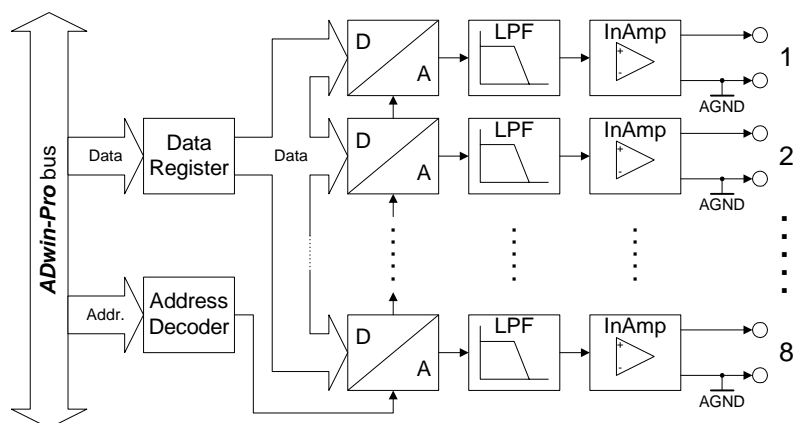 ADwin-Pro bus
Data
Data
Register
Data
Addr.
Address
Decoder
D
A
LPF
InAmp
+
-
AGND
1
D
A
LPF
InAmp
+
-
AGND
2
D
A
LPF
InAmp
+
-
AGND
8